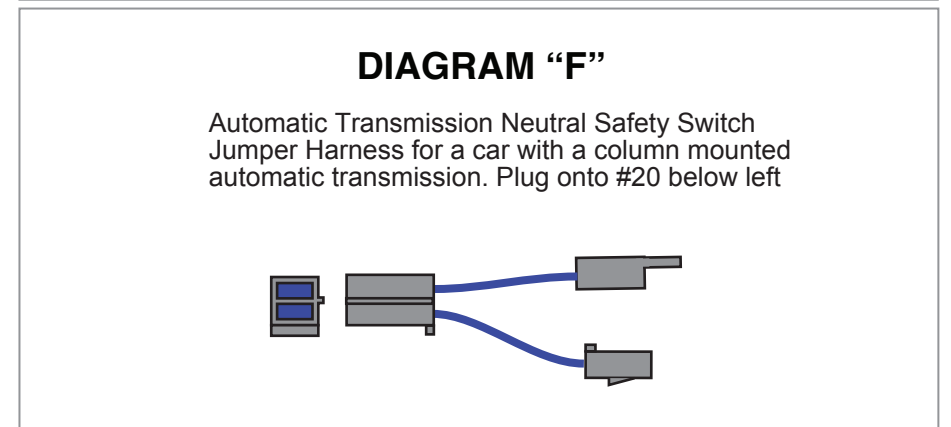 DIAGRAM “F”
Automatic Transmission Neutral Safety Switch
Jumper Harness for a car with a column mounted
automatic transmission. Plug onto #20 below left